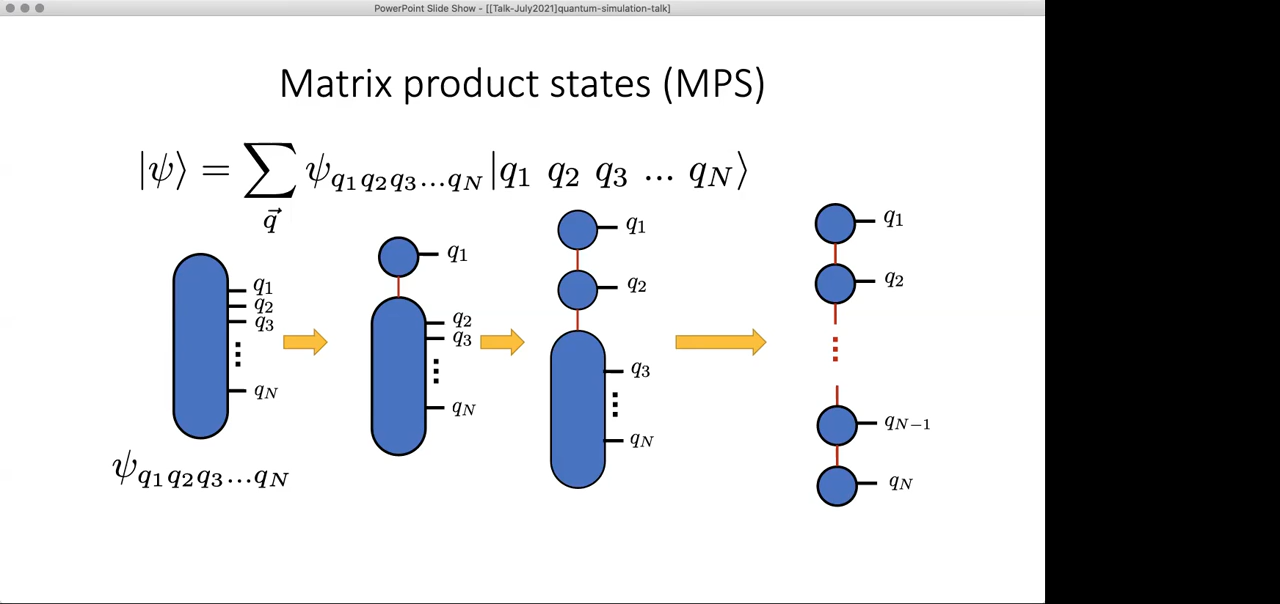 PowerPoint Slide Show - [[Talk-July2021]quantum-simulation-talk]
Matrix product states (MPS)
|ψ⟩ = ∑_{q⃗} ψ_{q₁q₂q₃…q_N} |q₁ q₂ q₃ … q_N⟩
q₁
q₂
q₃
⋮
q_N
ψ_{q₁q₂q₃…q_N}
q₁
q₂
q₃
⋮
q_N
q₁
q₂
q₃
⋮
q_N
q₁
q₂
⋮
q_{N−1}
q_N